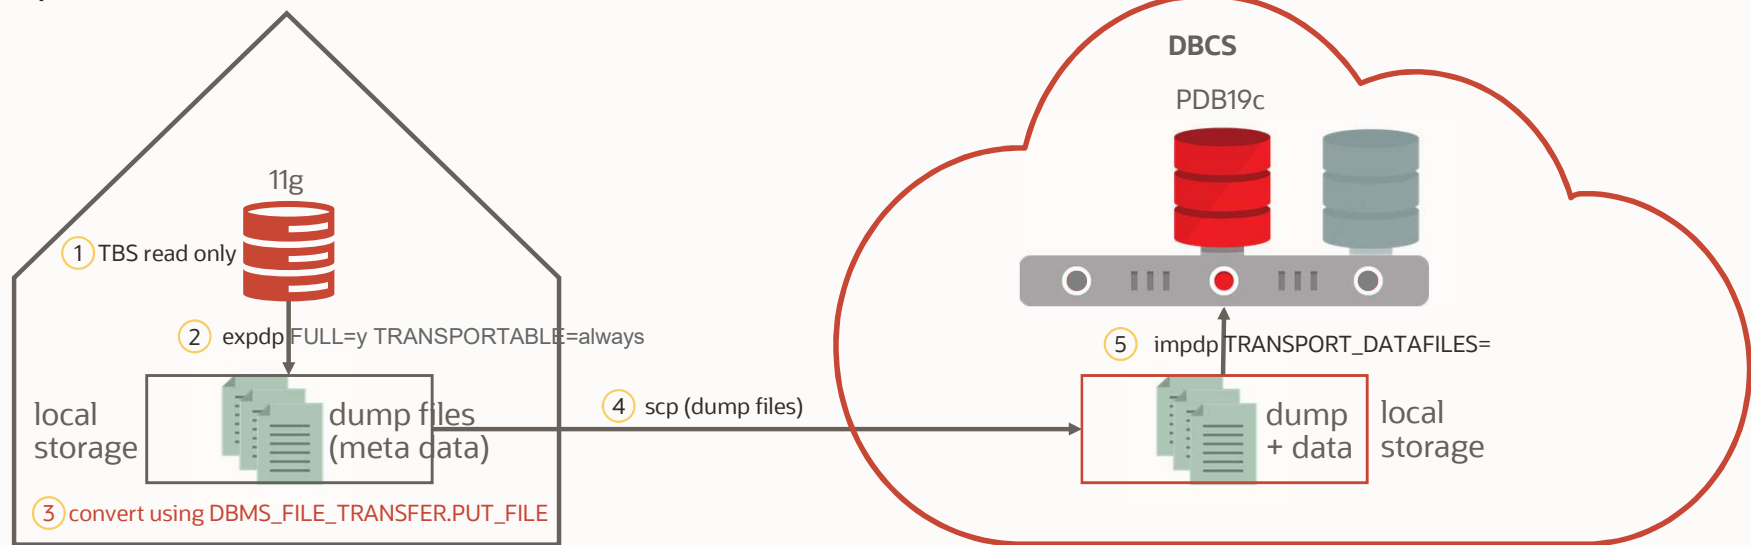 DBCS
PDB19c
11g
1 TBS read only
2 expdp FULL=y TRANSPORTABLE=always
5 impdp TRANSPORT_DATAFILES=
local
storage
dump files
(meta data)
4 scp (dump files)
dump
+ data
local
storage
3 convert using DBMS_FILE_TRANSFER.PUT_FILE